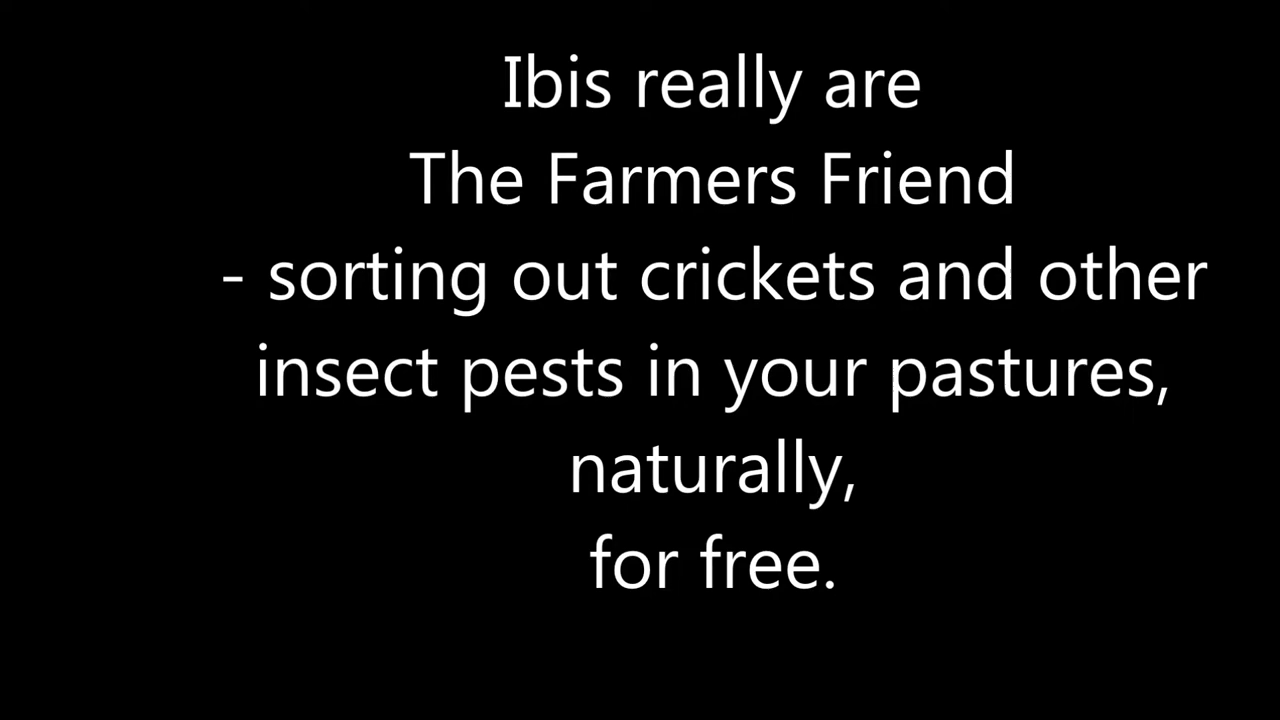 Ibis really are
The Farmers Friend
- sorting out crickets and other
insect pests in your pastures,
naturally,
for free.